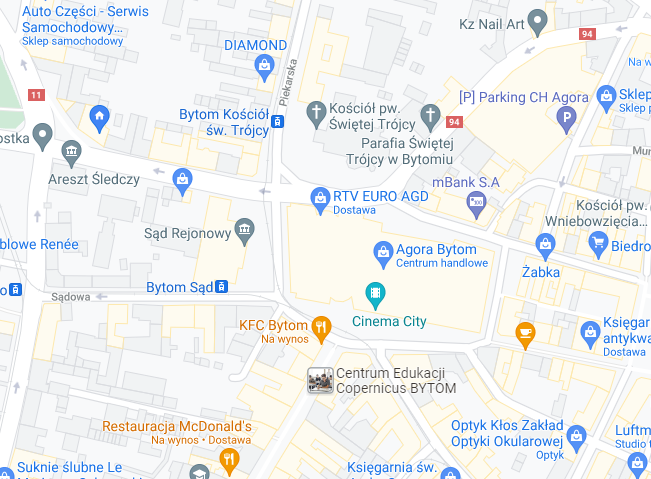 Auto Części - Serwis
Samochodowy...
Sklep samochodowy
Kz Nail Art
94
Na w
DIAMOND
Piekarska
11
[P] Parking CH Agora
Sklep
Sklep p
Bytom Kościół
św. Trójcy
Kościół pw.
Świętej Trójcy
94
Parafia Świętej
Trójcy w Bytomiu
ostka
Mur
Areszt Śledczy
mBank S.A
RTV EURO AGD
Dostawa
Kościół pw.
Wniebowzięcia...
Sąd Rejonowy
blowe Renée
Agora Bytom
Centrum handlowe
Biedro
Żabka
o
Bytom Sąd
Sądowa
Cinema City
KFC Bytom
Na wynos
Księgar
antykwa
Dostawa
Centrum Edukacji
Copernicus BYTOM
Restauracja McDonald's
Na wynos • Dostawa
Optyk Kłos Zakład
Optyki Okularowej
Optyk
Luftm
Studio t
Suknie ślubne Le
Księgarnia św.